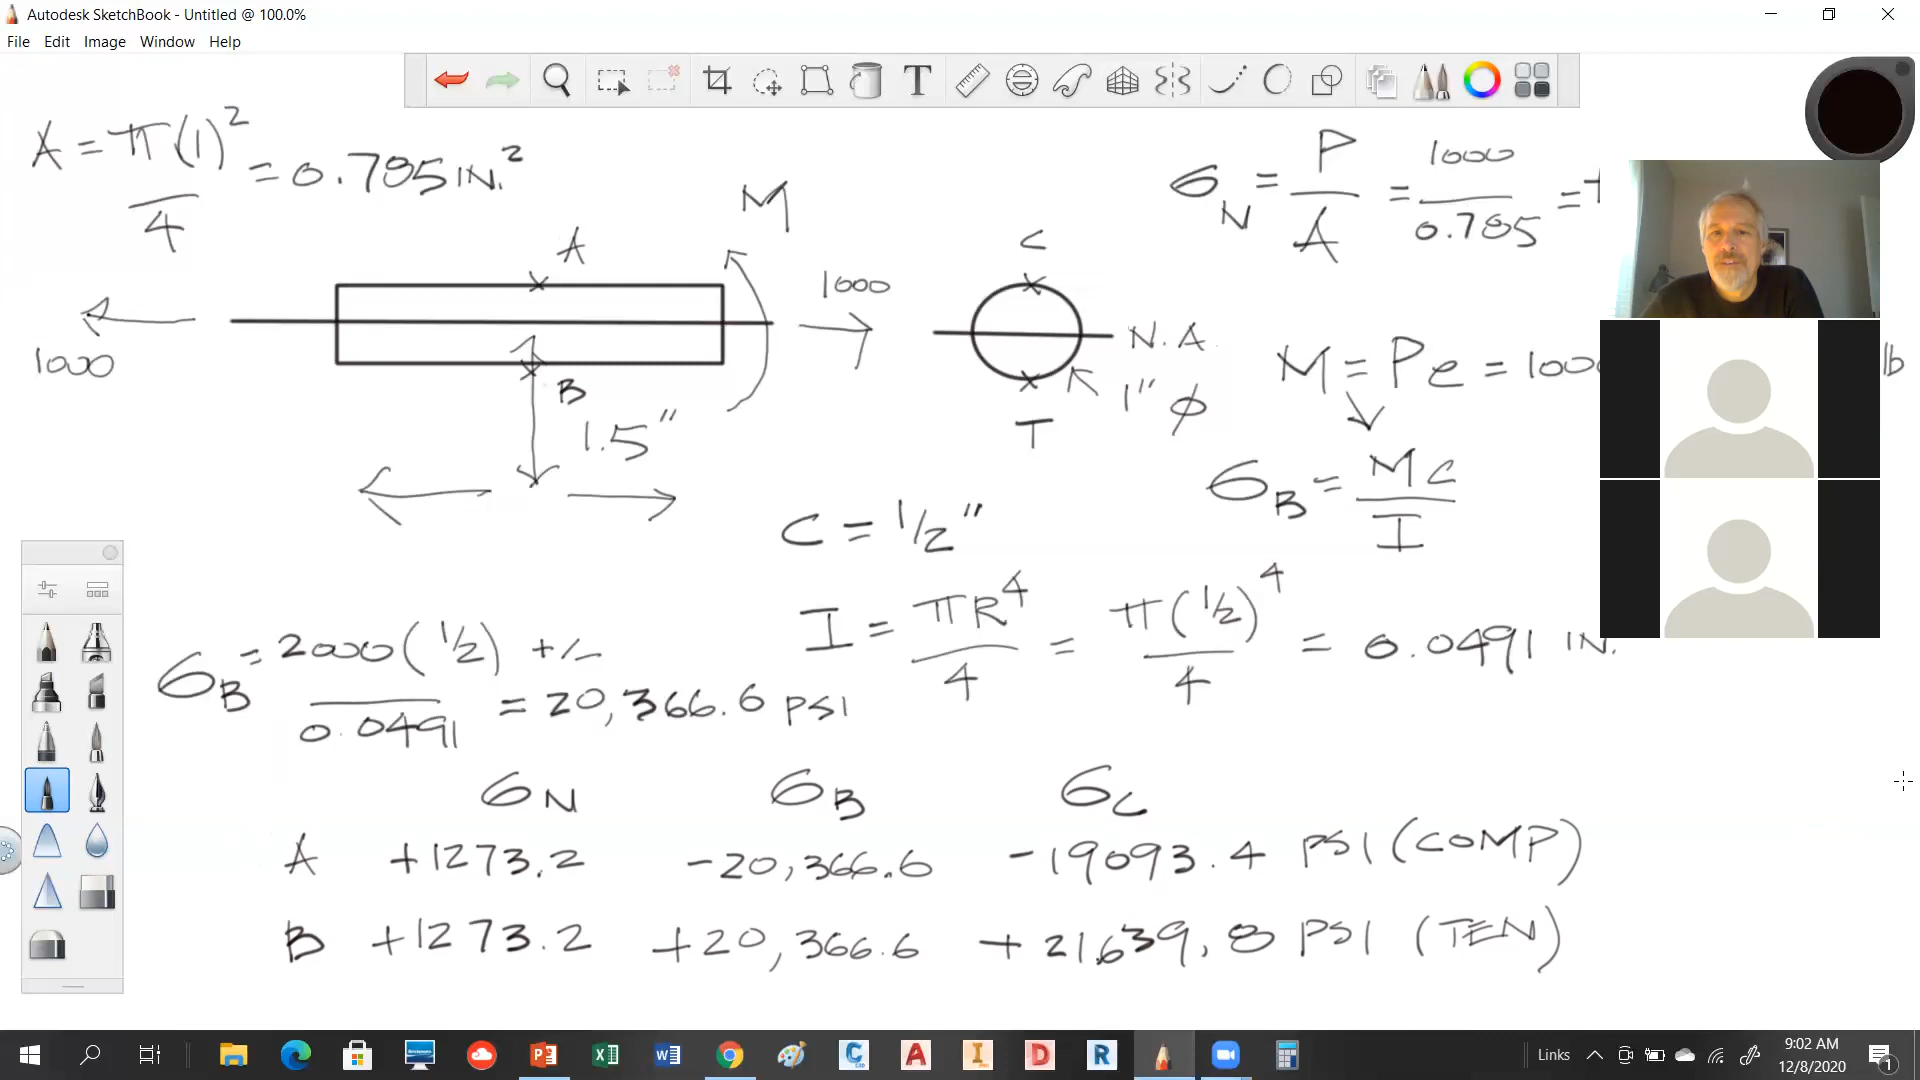 Autodesk SketchBook - Untitled @ 100.0%
File Edit Image Window Help
A = π(1)² / 4 = 0.785 IN.²
σN = P / A = 1000 / 0.785 = +
M
A
1000
1000
B
1.5"
C
N.A.
1" φ
T
M = Pe = 1000 lb
σB = Mc / I
C = 1/2"
I = πR⁴ / 4 = π(1/2)⁴ / 4 = 0.0491 IN.
σB = 2000(1/2) / 0.0491 = 20,366.6 PSI
+/-
σN σB σC
A +1273.2 -20,366.6 -19093.4 PSI (COMP)
B +1273.2 +20,366.6 +21,639.8 PSI (TEN)
Links
9:02 AM
12/8/2020
1